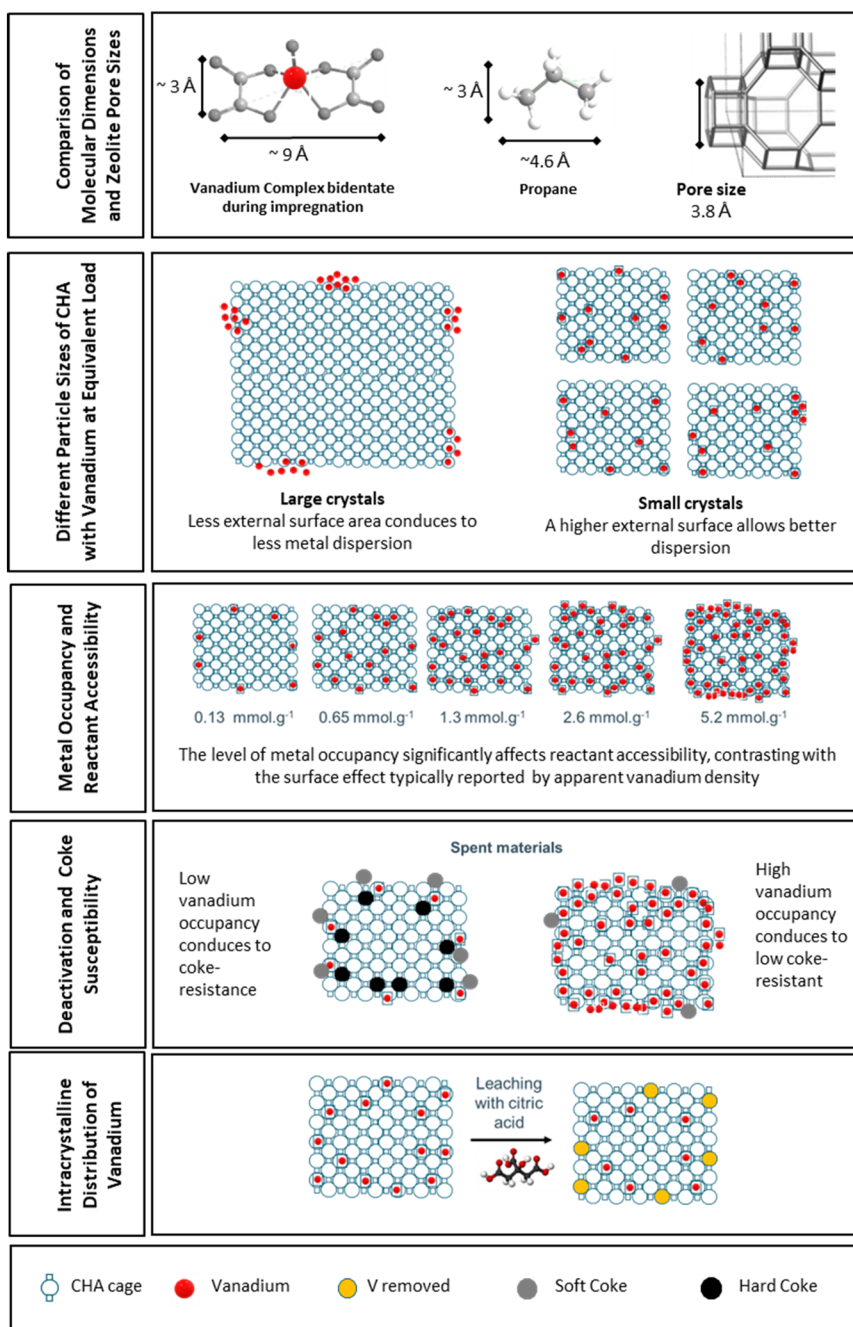 Comparison of
Molecular Dimensions
and Zeolite Pore Sizes
~ 3 Å
~ 9 Å
Vanadium Complex bidentate
during impregnation
~ 3 Å
~4.6 Å
Propane
Pore size
3.8 Å
Different Particle Sizes of CHA
with Vanadium at Equivalent Load
Large crystals
Less external surface area conduces to
less metal dispersion
Small crystals
A higher external surface allows better
dispersion
Metal Occupancy and
Reactant Accessibility
0.13 mmol.g⁻¹
0.65 mmol.g⁻¹
1.3 mmol.g⁻¹
2.6 mmol.g⁻¹
5.2 mmol.g⁻¹
The level of metal occupancy significantly affects reactant accessibility, contrasting with
the surface effect typically reported by apparent vanadium density
Deactivation and Coke
Susceptibility
Spent materials
Low
vanadium
occupancy
conduces to
coke-
resistance
High
vanadium
occupancy
conduces to
low coke-
resistant
Intracrystalline
Distribution of
Vanadium
Leaching
with citric
acid
CHA cage
Vanadium
V removed
Soft Coke
Hard Coke